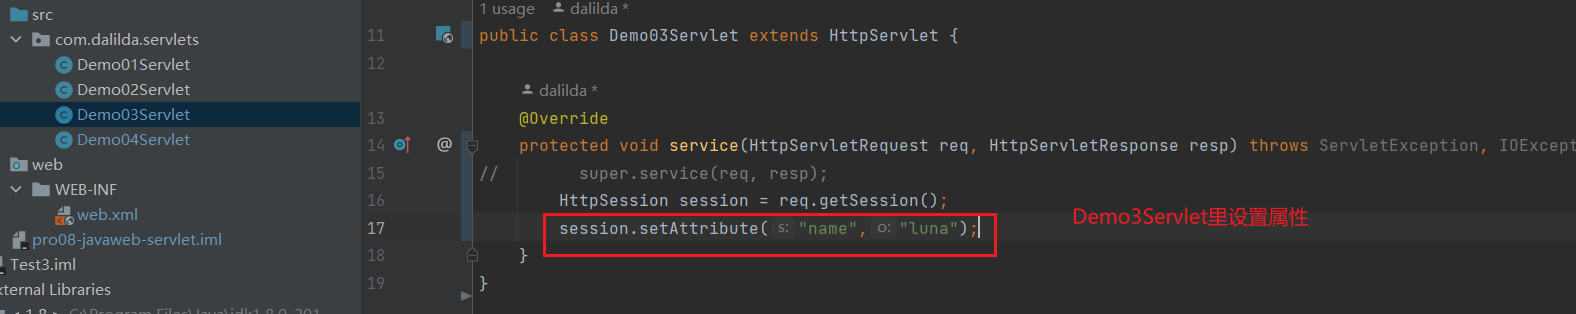 src
com.dalilda.servlets
Demo01Servlet
Demo02Servlet
Demo03Servlet
Demo04Servlet
web
WEB-INF
web.xml
pro08-javaweb-servlet.iml
Test3.iml
xternal Libraries
1 usage dalilda *
11 public class Demo03Servlet extends HttpServlet {
12
dalilda *
13 @Override
14 @ protected void service(HttpServletRequest req, HttpServletResponse resp) throws ServletException, IOExcept
15 // super.service(req, resp);
16 HttpSession session = req.getSession();
17 session.setAttribute( s: "name", o: "luna");
Demo3Servlet里设置属性
18 }
19 }